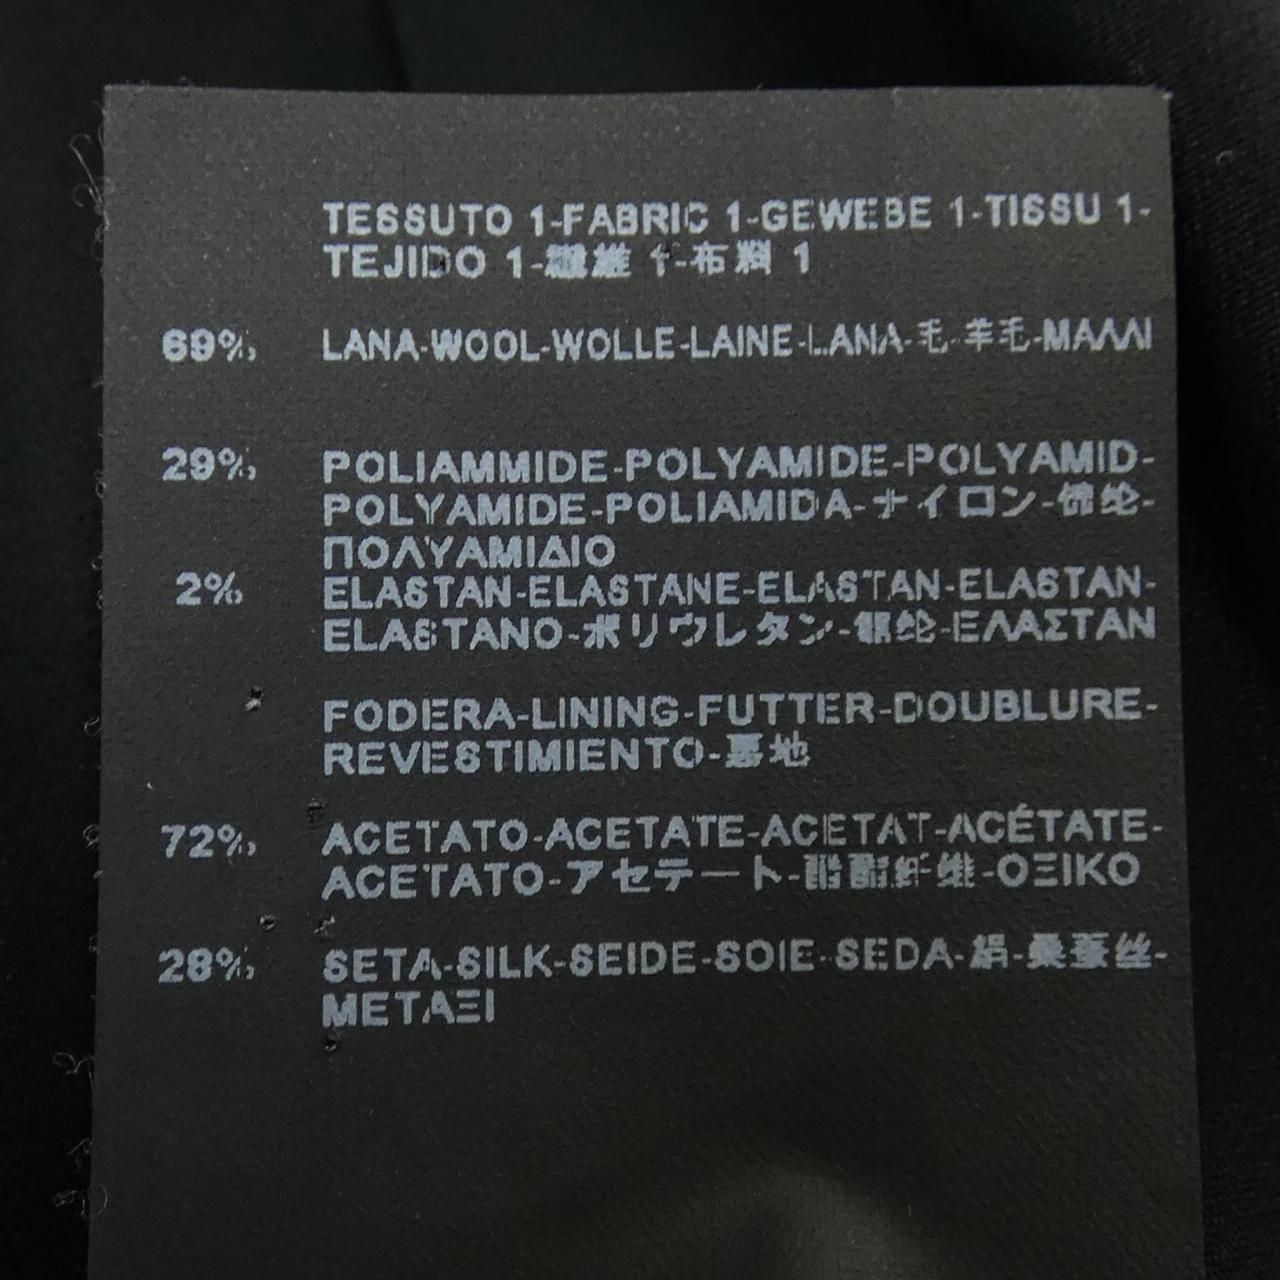 TESSUTO 1-FABRIC 1-GEWEBE 1-TISSU 1-
TEJIDO 1-繊維 1-布料 1
69% LANA-WOOL-WOLLE-LAINE-LANA-毛-羊毛-ΜΑΛΛΙ
29% POLIAMMIDE-POLYAMIDE-POLYAMID-
POLYAMIDE-POLIAMIDA-ナイロン-锦纶-
ΠΟΛΥΑΜΙΔΙΟ
2% ELASTAN-ELASTANE-ELASTAN-ELASTAN-
ELASTANO-ポリウレタン-氨纶-ΕΛΑΣΤΑΝ
FODERA-LINING-FUTTER-DOUBLURE-
REVESTIMIENTO-裏地
72% ACETATO-ACETATE-ACETAT-ACÉTATE-
ACETATO-アセテート-醋酯纤维-ΟΞΙΚΟ
28% SETA-SILK-SEIDE-SOIE-SEDA-絹-桑蚕丝-
ΜΕΤΑΞΙ